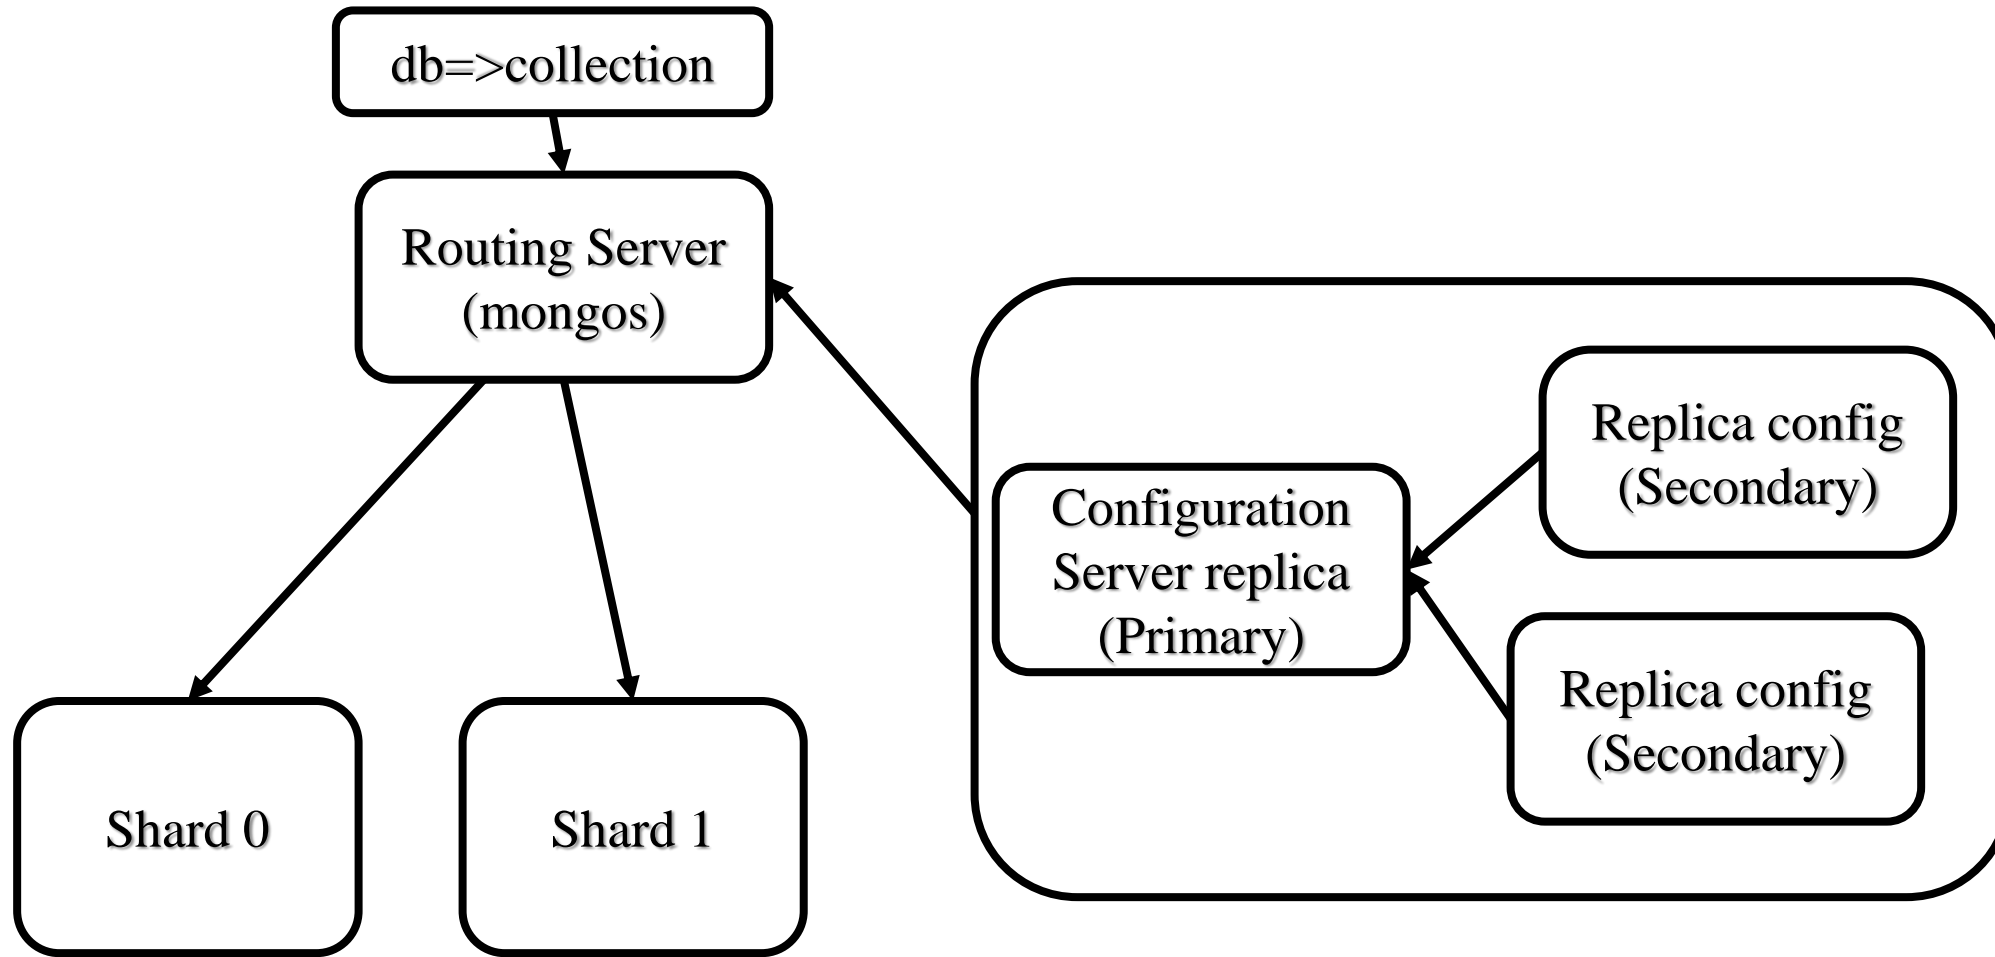 db=>collection
Routing Server
(mongos)
Replica config
(Secondary)
Configuration
Server replica
(Primary)
Replica config
(Secondary)
Shard 0
Shard 1